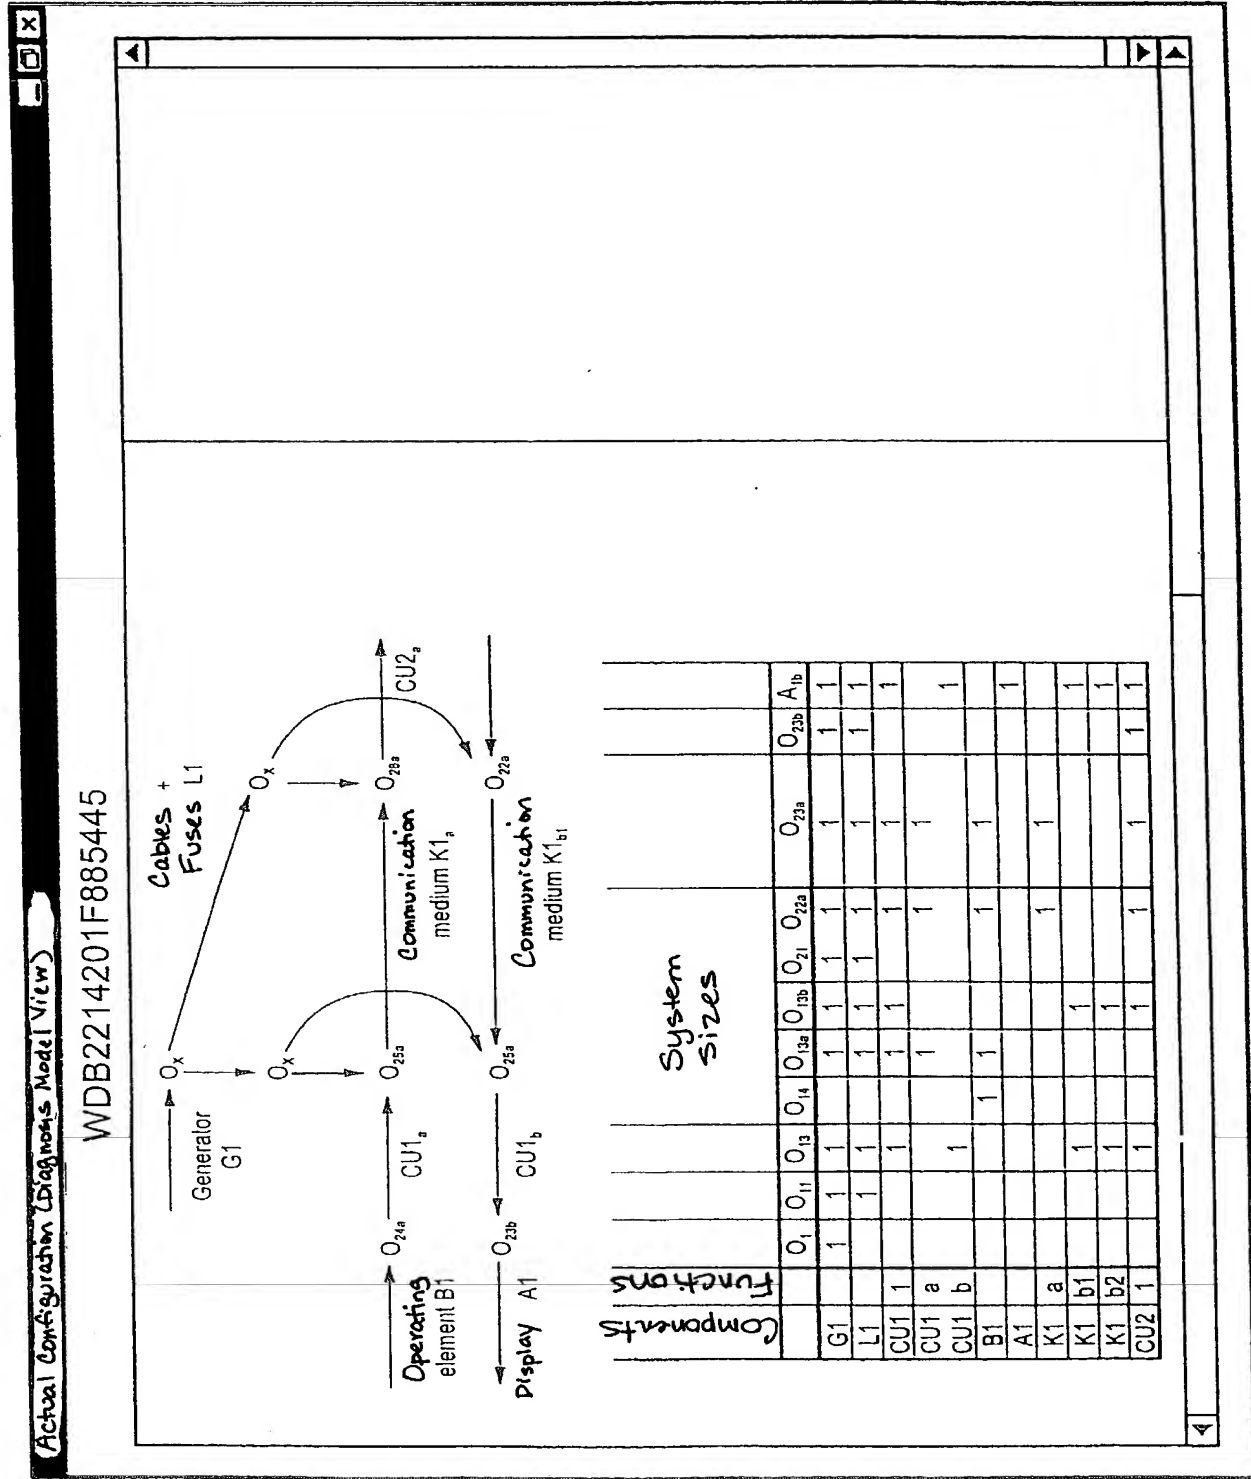 Actual Configuration (Diagnosis Model View)
WDB2214201F885445
Cables +
Fuses L1
Generator
G1
Oₓ
Oₓ
Oₓ
Operating
element B1
O₂₄ₐ
CU1ₐ
O₂₅ₐ
Communication
medium K1ₐ
O₂₈ₐ
CU2ₐ
Display A1
O₂₃b
CU1b
O₂₅ₐ
Communication
medium K1b1
O₂₂ₐ
System
sizes
Components Functions O₁ O₁₁ O₁₃ O₁₄ O₁₃ₐ O₁₃b O₂₁ O₂₂ₐ O₂₃ₐ O₂₃b A₁b
G1 1 1 1 1 1 1 1 1 1 1
L1 1 1 1 1 1 1 1 1 1
CU1 1 1 1 1 1 1 1
CU1 a 1 1 1
CU1 b 1 1
B1 1 1 1 1
A1 1
K1 a 1 1
K1 b1 1 1 1
K1 b2 1 1 1
CU2 1 1 1 1 1 1 1